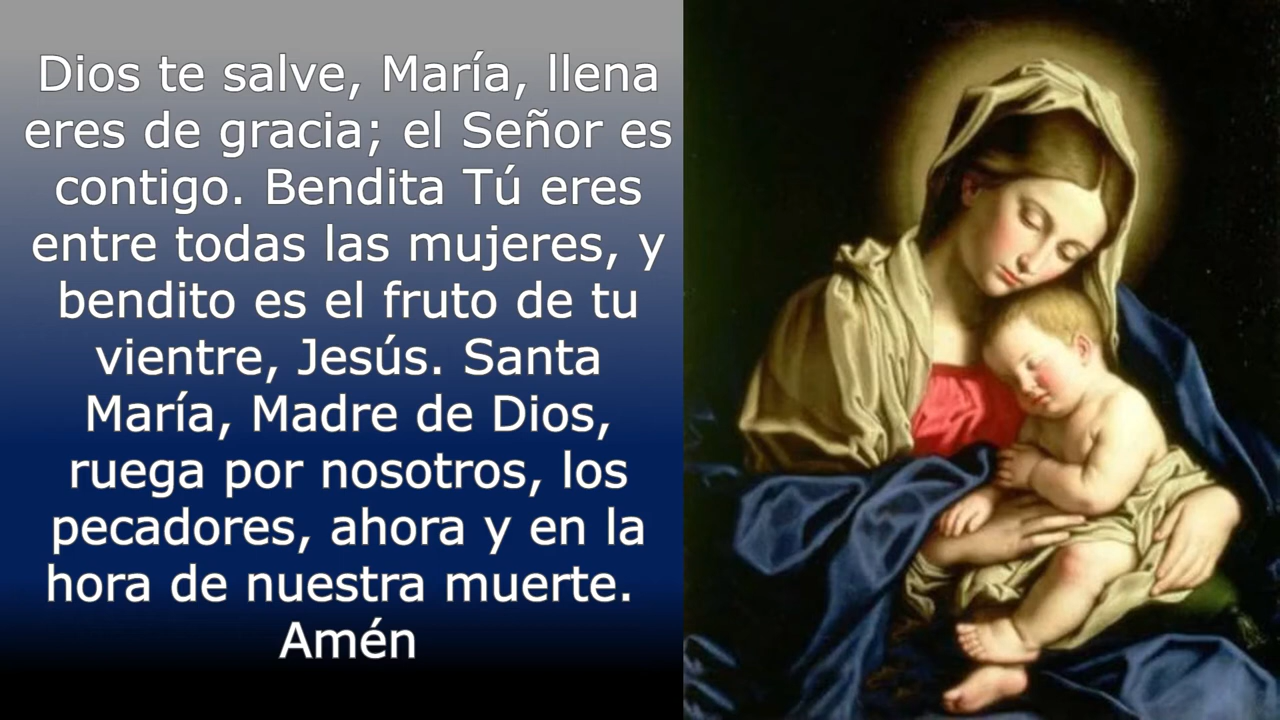 Dios te salve, María, llena
eres de gracia; el Señor es
contigo. Bendita Tú eres
entre todas las mujeres, y
bendito es el fruto de tu
vientre, Jesús. Santa
María, Madre de Dios,
ruega por nosotros, los
pecadores, ahora y en la
hora de nuestra muerte.
Amén